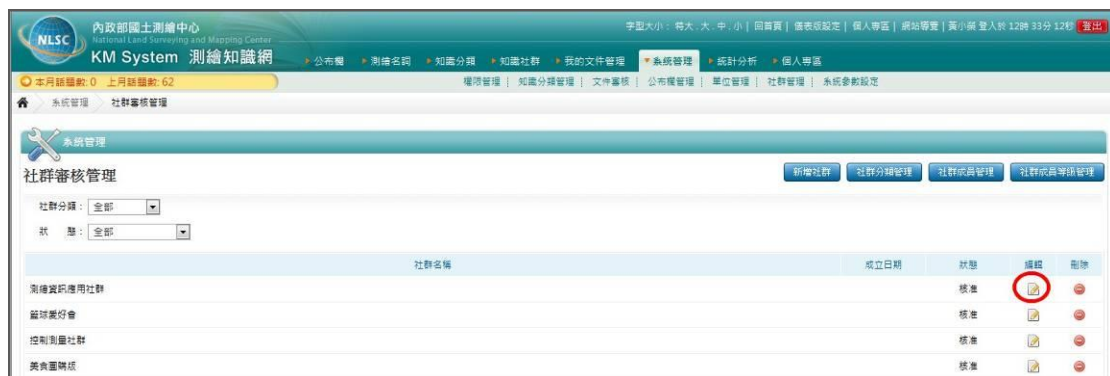 NLSC
內政部國土測繪中心
National Land Surveying and Mapping Center
KM System 測繪知識網
字型大小：特大．大．中．小| 回首頁| 儀表版設定| 個人專區| 網站導覽| 黃小薇 登入於 12時 33分 12秒 登出
公布欄 測繪名詞 知識分類 知識社群 我的文件管理 系統管理 統計分析 個人專區
本月話題數:0 上月話題數:62
權限管理| 知識分類管理| 文件審核| 公布欄管理| 單位管理| 社群管理| 系統參數設定
系統管理 社群審核管理
系統管理
社群審核管理
新增社群 社群分類管理 社群成員管理 社群成員等級管理
社群分類：全部
狀 態：全部
社群名稱 成立日期 狀態 編輯 刪除
測繪資訊應用社群 核准
籃球愛好會 核准
控制測量社群 核准
美食團購版 核准